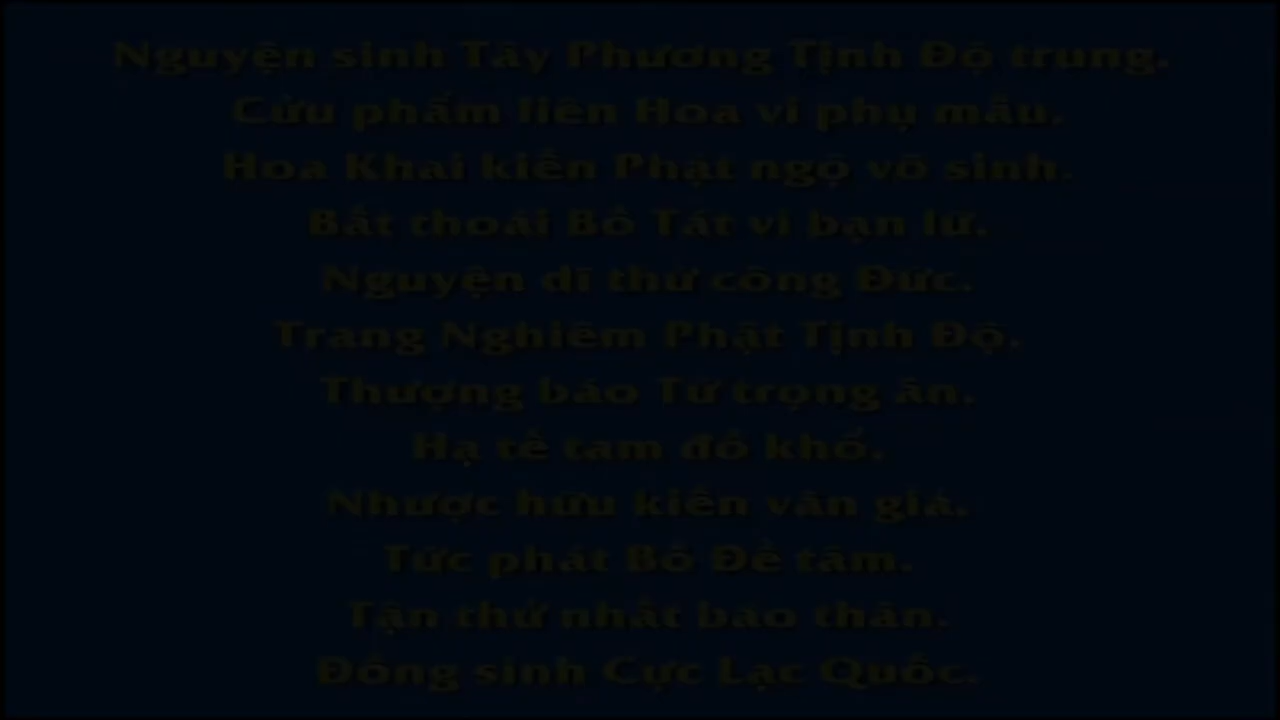 Nguyện sinh Tây Phương Tịnh Độ trung.
Cửu phẩm liên Hoa vi phụ mẫu.
Hoa Khai kiến Phật ngộ vô sinh.
Bất thoái Bồ Tát vi bạn lữ.
Nguyện dĩ thử công Đức.
Trang Nghiêm Phật Tịnh Độ.
Thượng báo Tứ trọng ân.
Hạ tế tam đồ khổ.
Nhược hữu kiến văn giả.
Tức phát Bồ Đề tâm.
Tận thử nhất báo thân.
Đồng sinh Cực Lạc Quốc.